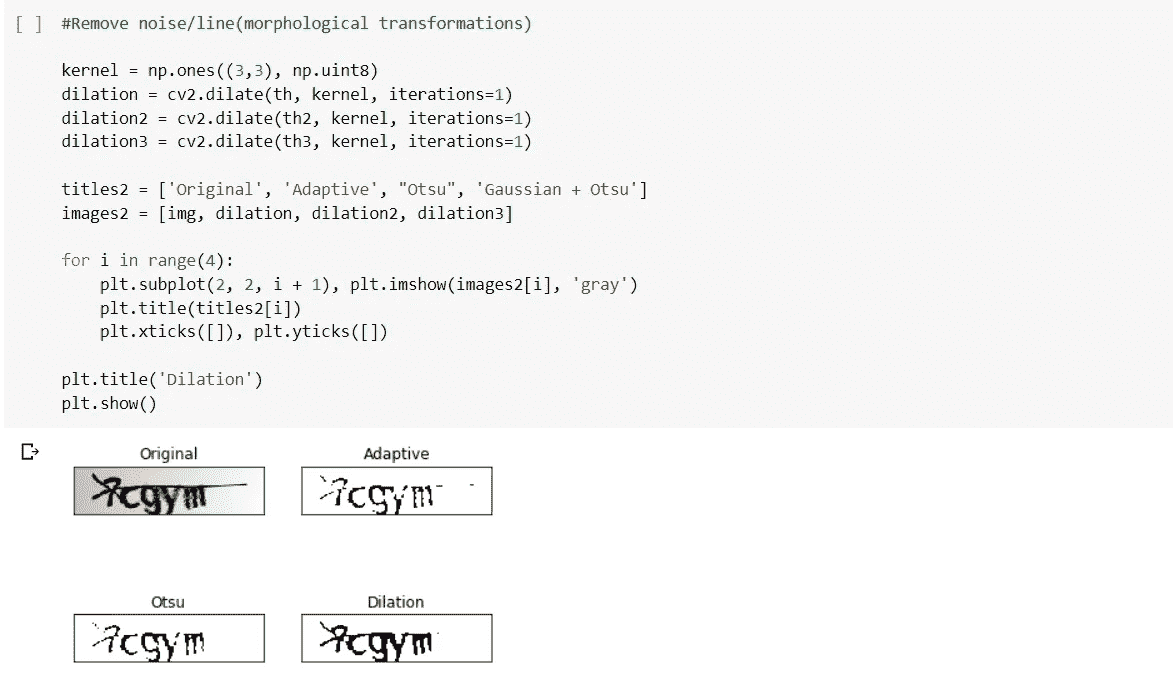 [ ] #Remove noise/line(morphological transformations)
kernel = np.ones((3,3), np.uint8)
dilation = cv2.dilate(th, kernel, iterations=1)
dilation2 = cv2.dilate(th2, kernel, iterations=1)
dilation3 = cv2.dilate(th3, kernel, iterations=1)
titles2 = ['Original', 'Adaptive', "Otsu", 'Gaussian + Otsu']
images2 = [img, dilation, dilation2, dilation3]
for i in range(4):
    plt.subplot(2, 2, i + 1), plt.imshow(images2[i], 'gray')
    plt.title(titles2[i])
    plt.xticks([]), plt.yticks([])
plt.title('Dilation')
plt.show()
Original Adaptive
7cgym 7cgym
Otsu Dilation
7cgym 7cgym